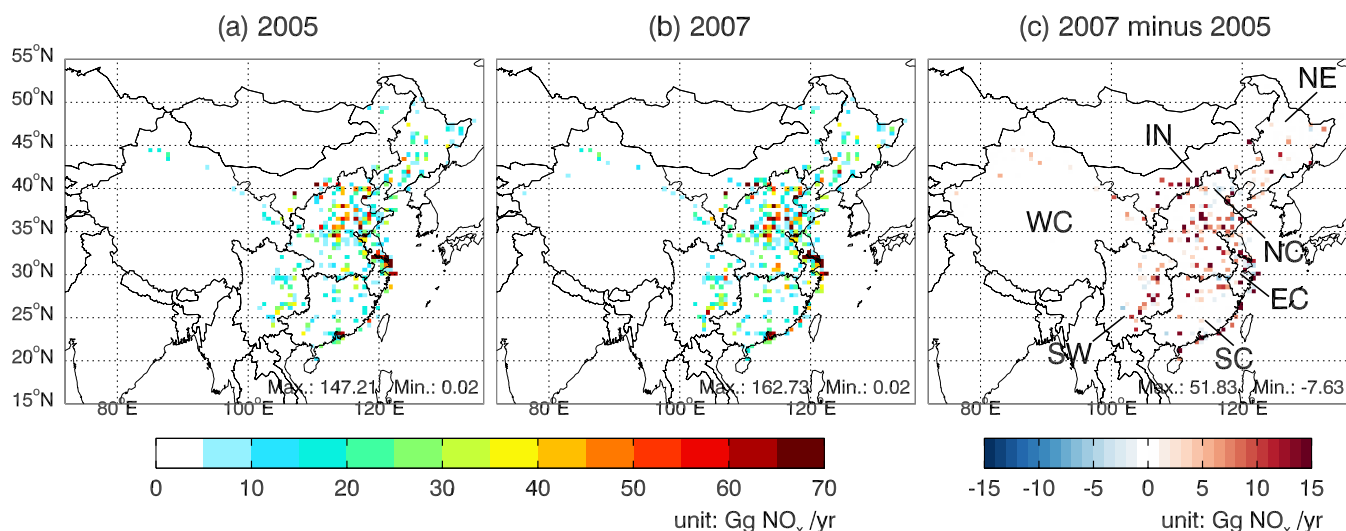 (a) 2005 (b) 2007 (c) 2007 minus 2005
55°N
50°N
45°N
40°N
35°N
30°N
25°N
20°N
15°N
NE
IN
WC
NC
EC
SW
SC
Max.: 147.21 Min.: 0.02
Max.: 162.73 Min.: 0.02
Max.: 51.83 Min.: -7.63
80°E 100°E 120°E 80°E 100°E 120°E 80°E 100°E 120°E
0 10 20 30 40 50 60 70
-15 -10 -5 0 5 10 15
unit: Gg NOₓ /yr
unit: Gg NOₓ /yr